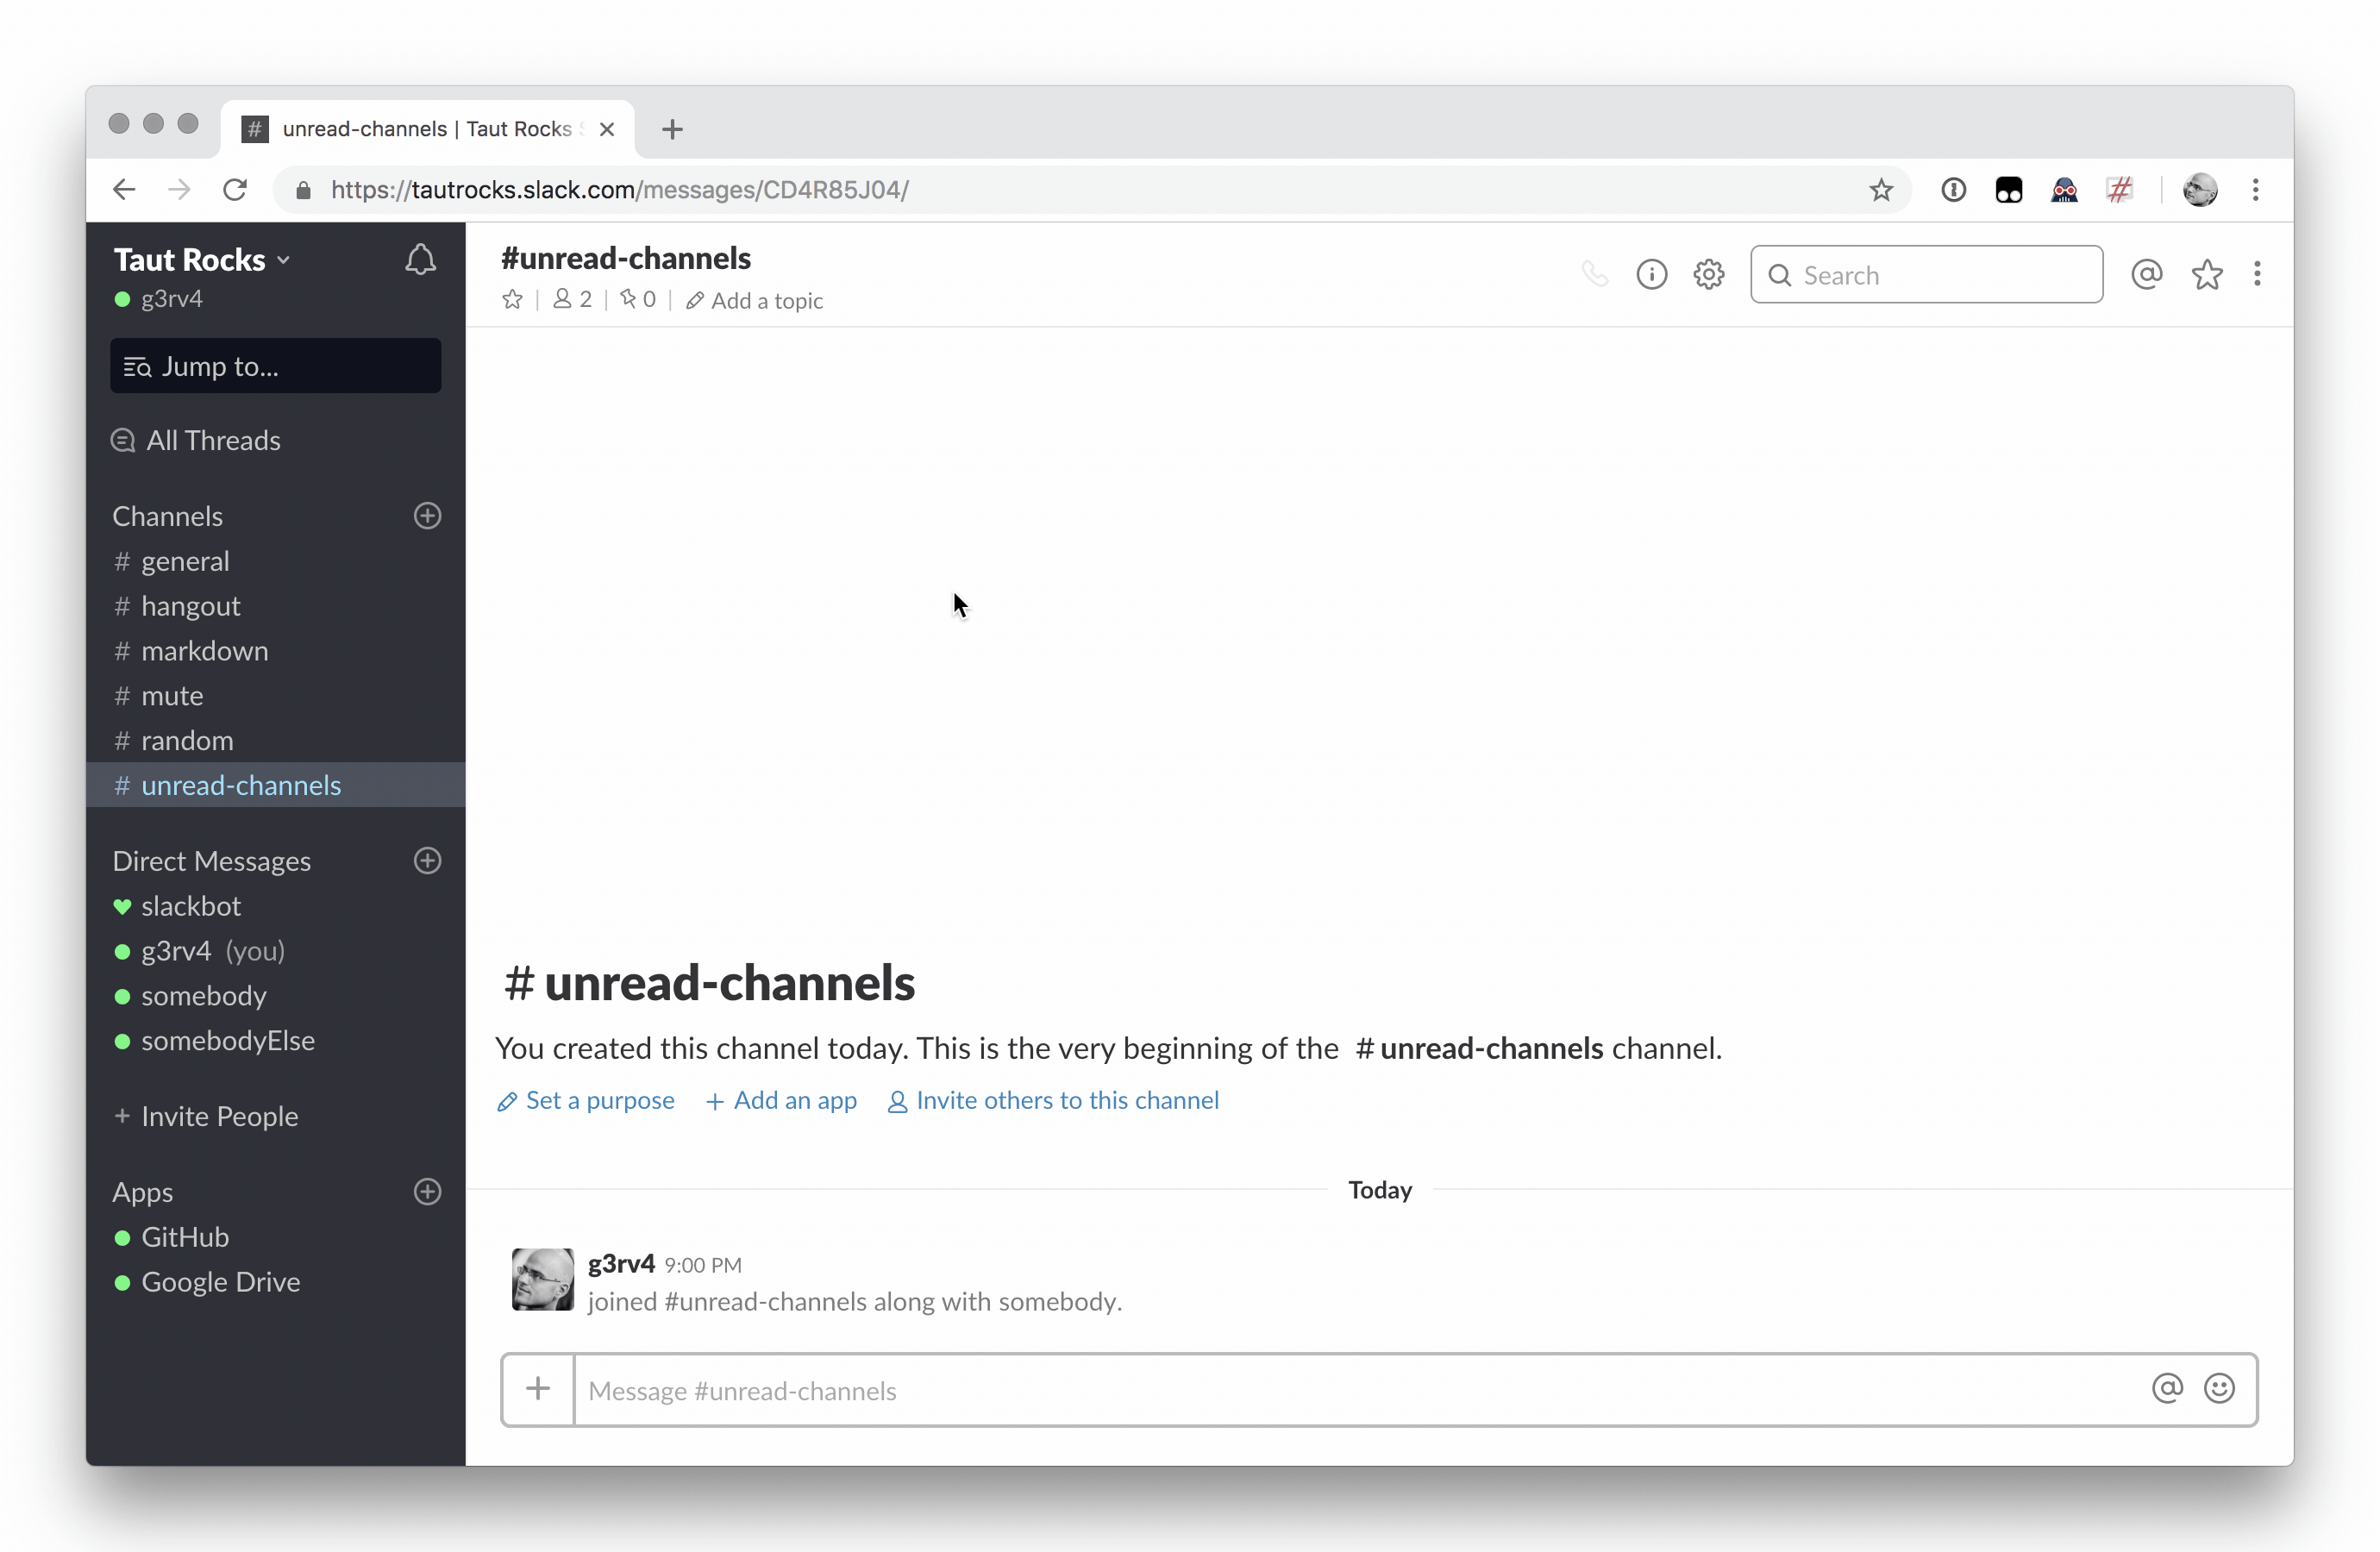 unread-channels | Taut Rocks
https://tautrocks.slack.com/messages/CD4R85J04/
Taut Rocks
g3rv4
Jump to...
All Threads
Channels
# general
# hangout
# markdown
# mute
# random
# unread-channels
Direct Messages
slackbot
g3rv4 (you)
somebody
somebodyElse
+ Invite People
Apps
GitHub
Google Drive
#unread-channels
2 | 0 | Add a topic
Search
# unread-channels
You created this channel today. This is the very beginning of the # unread-channels channel.
Set a purpose + Add an app Invite others to this channel
Today
g3rv4 9:00 PM
joined #unread-channels along with somebody.
Message #unread-channels